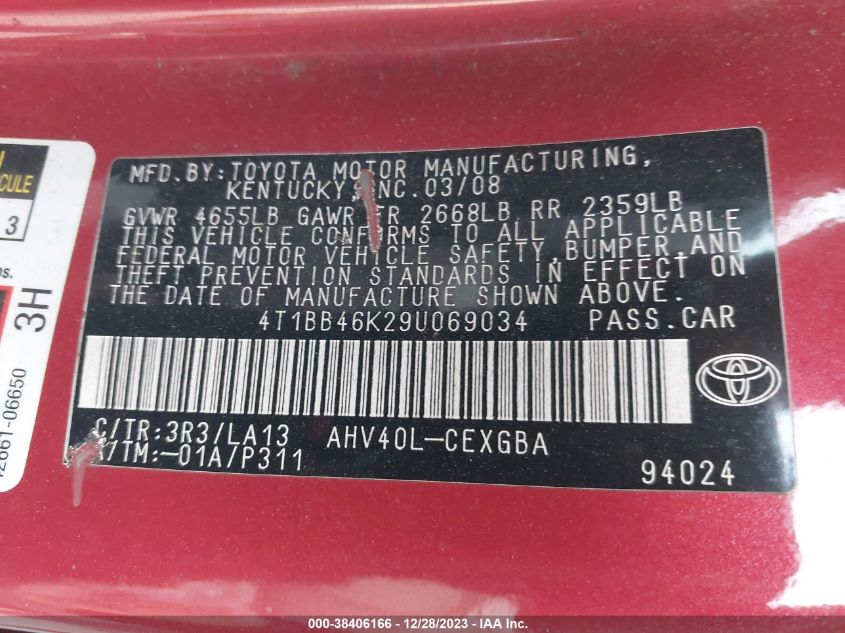 MFD. BY: TOYOTA MOTOR MANUFACTURING,
KENTUCKY, INC. 03/08
GVWR 4655LB GAWR FR 2668LB RR 2359LB
THIS VEHICLE CONFORMS TO ALL APPLICABLE
FEDERAL MOTOR VEHICLE SAFETY, BUMPER, AND
THEFT PREVENTION STANDARDS IN EFFECT ON
THE DATE OF MANUFACTURE SHOWN ABOVE.
4T1BB46K29U069034 PASS.CAR
C/TR:3R3/LA13 AHV40L-CEXGBA
A/TM:-01A/P311
94024
3
3H
000-38406166 - 12/28/2023 - IAAI.COM